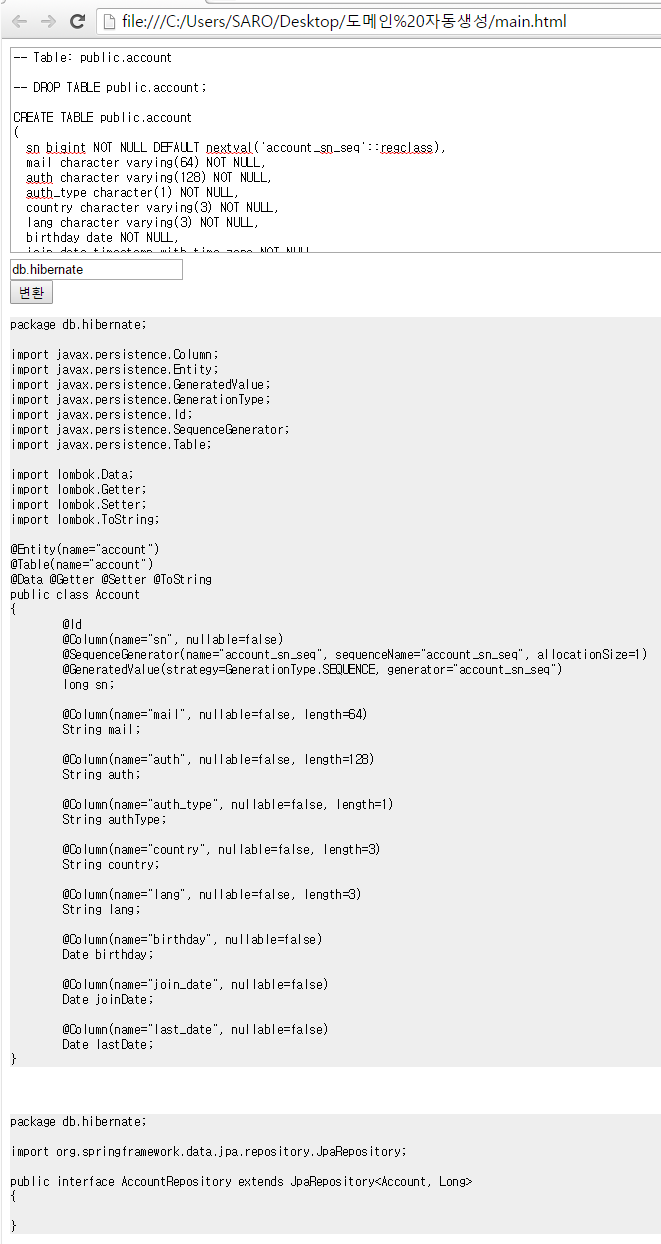 file:///C:/Users/SARO/Desktop/도메인%20자동생성/main.html
-- Table: public.account
-- DROP TABLE public.account;
CREATE TABLE public.account
(
  sn bigint NOT NULL DEFAULT nextval('account_sn_seq'::regclass),
  mail character varying(64) NOT NULL,
  auth character varying(128) NOT NULL,
  auth_type character(1) NOT NULL,
  country character varying(3) NOT NULL,
  lang character varying(3) NOT NULL,
  birthday date NOT NULL,
  join_date timestamp with time zone NOT NULL
db.hibernate
변환
package db.hibernate;
import javax.persistence.Column;
import javax.persistence.Entity;
import javax.persistence.GeneratedValue;
import javax.persistence.GenerationType;
import javax.persistence.Id;
import javax.persistence.SequenceGenerator;
import javax.persistence.Table;
import lombok.Data;
import lombok.Getter;
import lombok.Setter;
import lombok.ToString;
@Entity(name="account")
@Table(name="account")
@Data @Getter @Setter @ToString
public class Account
{
        @Id
        @Column(name="sn", nullable=false)
        @SequenceGenerator(name="account_sn_seq", sequenceName="account_sn_seq", allocationSize=1)
        @GeneratedValue(strategy=GenerationType.SEQUENCE, generator="account_sn_seq")
        long sn;
        @Column(name="mail", nullable=false, length=64)
        String mail;
        @Column(name="auth", nullable=false, length=128)
        String auth;
        @Column(name="auth_type", nullable=false, length=1)
        String authType;
        @Column(name="country", nullable=false, length=3)
        String country;
        @Column(name="lang", nullable=false, length=3)
        String lang;
        @Column(name="birthday", nullable=false)
        Date birthday;
        @Column(name="join_date", nullable=false)
        Date joinDate;
        @Column(name="last_date", nullable=false)
        Date lastDate;
}
package db.hibernate;
import org.springframework.data.jpa.repository.JpaRepository;
public interface AccountRepository extends JpaRepository<Account, Long>
{
}